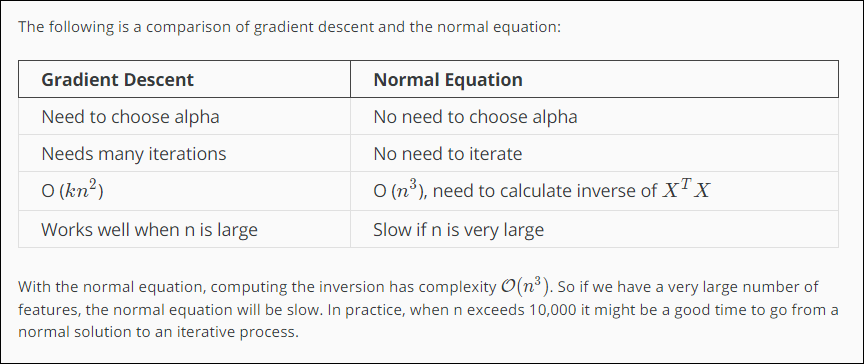 The following is a comparison of gradient descent and the normal equation:
Gradient Descent Normal Equation
Need to choose alpha No need to choose alpha
Needs many iterations No need to iterate
O (kn²) O (n³), need to calculate inverse of XᵀX
Works well when n is large Slow if n is very large
With the normal equation, computing the inversion has complexity 𝒪(n³). So if we have a very large number of
features, the normal equation will be slow. In practice, when n exceeds 10,000 it might be a good time to go from a
normal solution to an iterative process.